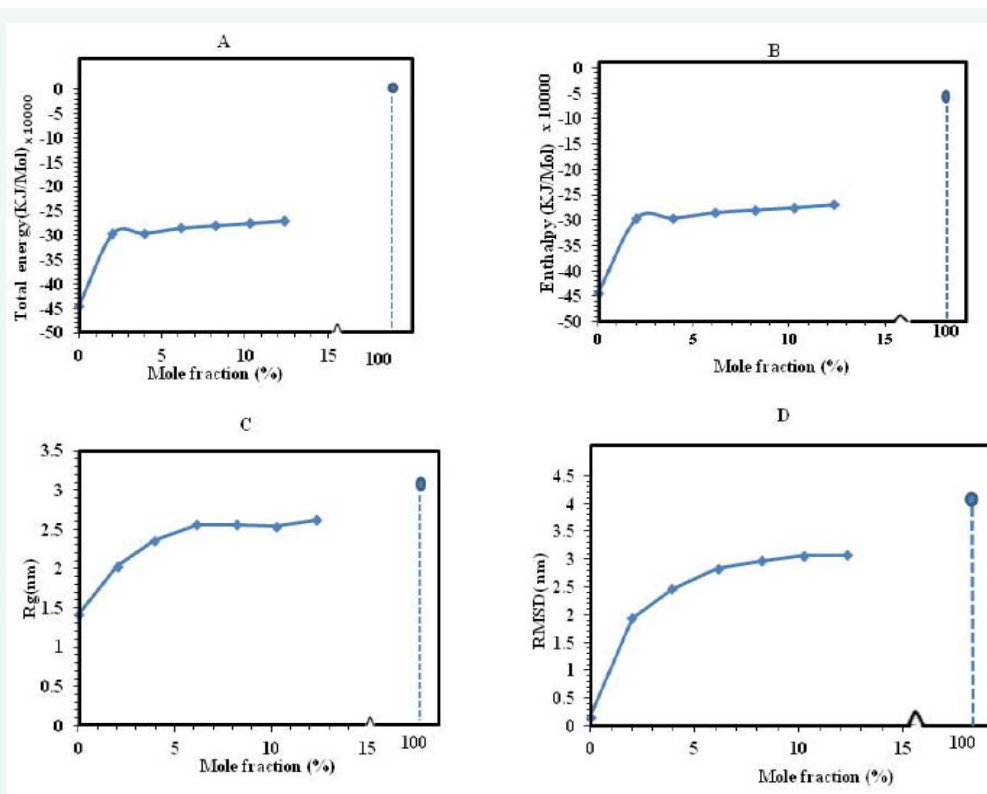 A
Total energy(KJ/Mol) x 10000
0
-5
-10
-15
-20
-25
-30
-35
-40
-45
-50
0 5 10 15 100
Mole fraction (%)
B
Enthalpy (KJ/Mol) x 10000
0
-5
-10
-15
-20
-25
-30
-35
-40
-45
-50
0 5 10 15 100
Mole fraction (%)
C
Rg(nm)
3.5
3
2.5
2
1.5
1
0.5
0
0 5 10 15 100
Mole fraction (%)
D
RMSD( nm)
4.5
4
3.5
3
2.5
2
1.5
1
0.5
0
0 5 10 15 100
Mole fraction (%)